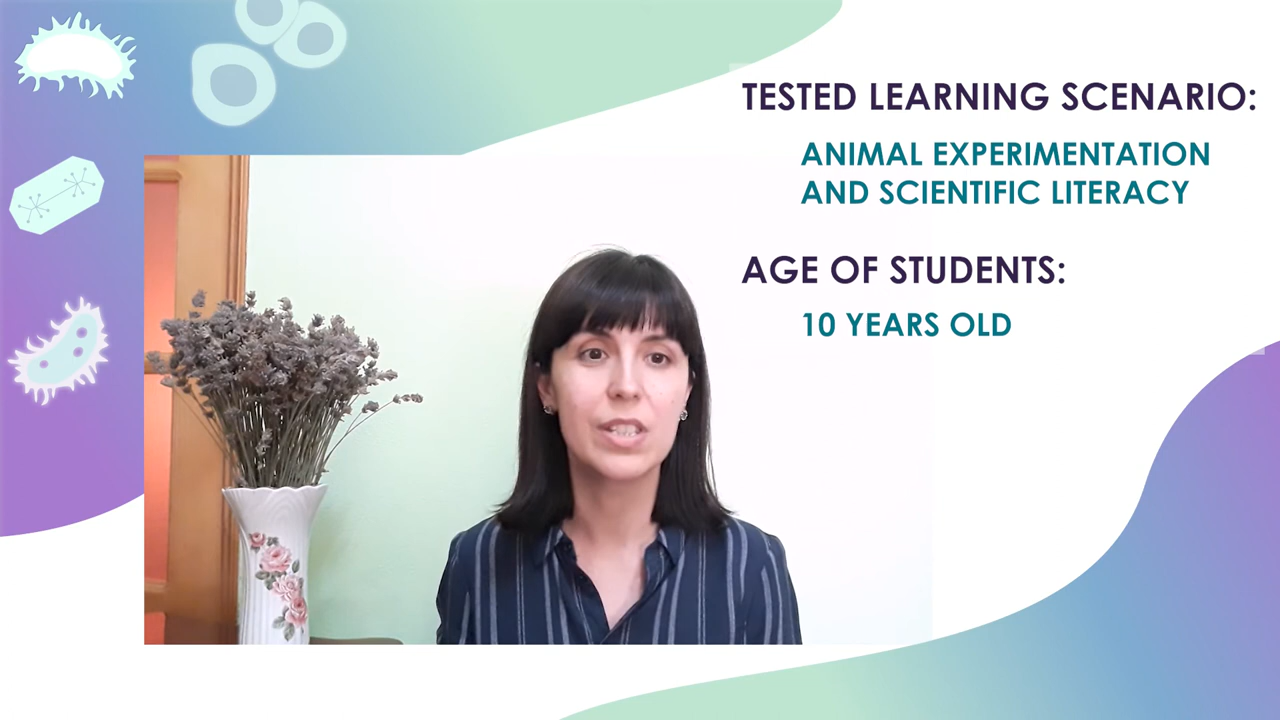 TESTED LEARNING SCENARIO:
ANIMAL EXPERIMENTATION
AND SCIENTIFIC LITERACY
AGE OF STUDENTS:
10 YEARS OLD